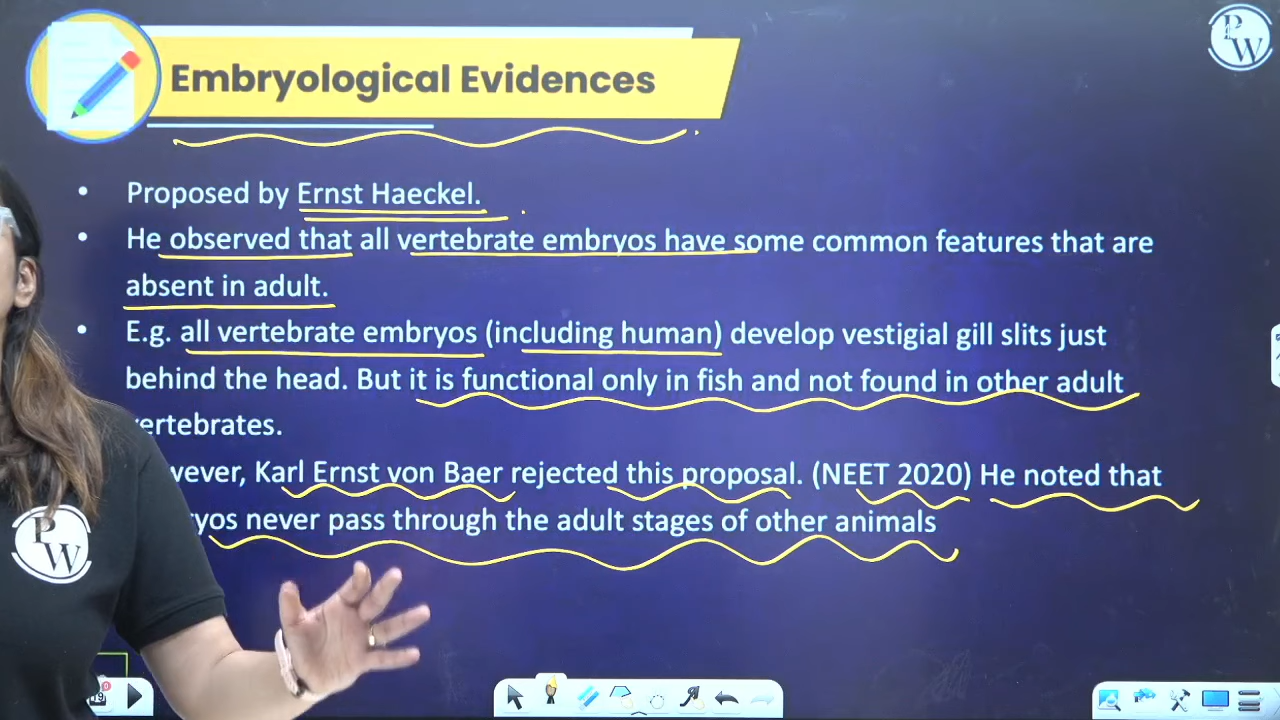 Embryological Evidences
PW
• Proposed by Ernst Haeckel.
• He observed that all vertebrate embryos have some common features that are
absent in adult.
• E.g. all vertebrate embryos (including human) develop vestigial gill slits just
behind the head. But it is functional only in fish and not found in other adult
vertebrates.
Karl Ernst von Baer rejected this proposal. (NEET 2020) He noted that
never pass through the adult stages of other animals
PW